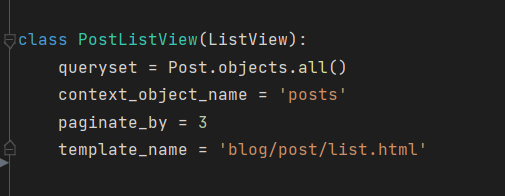 class PostListView(ListView):
    queryset = Post.objects.all()
    context_object_name = 'posts'
    paginate_by = 3
    template_name = 'blog/post/list.html'